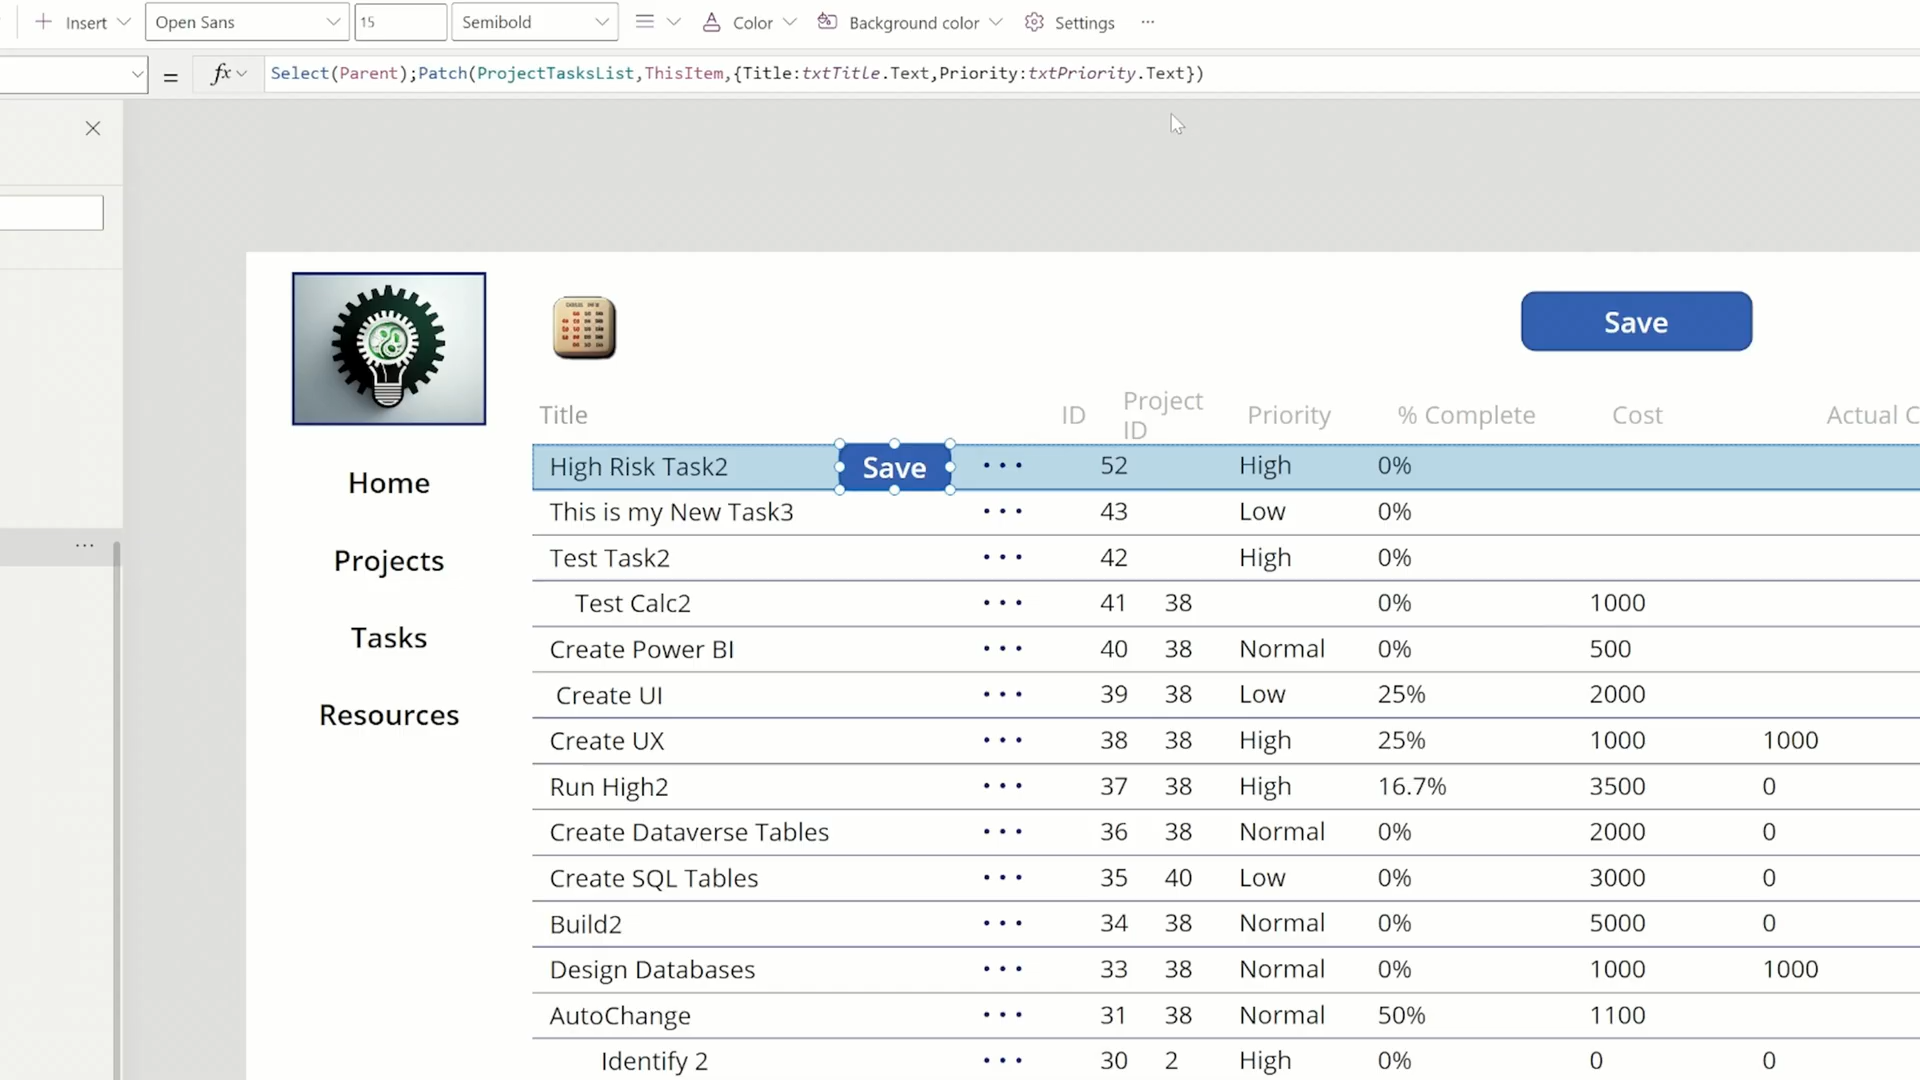 Insert Open Sans 15 Semibold Color Background color Settings ...
= fx Select(Parent);Patch(ProjectTasksList,ThisItem,{Title:txtTitle.Text,Priority:txtPriority.Text})
Save
Title ID Project ID Priority % Complete Cost Actual C
High Risk Task2 Save ... 52 High 0%
This is my New Task3 ... 43 Low 0%
Test Task2 ... 42 High 0%
Test Calc2 ... 41 38 0% 1000
Create Power BI ... 40 38 Normal 0% 500
Create UI ... 39 38 Low 25% 2000
Create UX ... 38 38 High 25% 1000 1000
Run High2 ... 37 38 High 16.7% 3500 0
Create Dataverse Tables ... 36 38 Normal 0% 2000 0
Create SQL Tables ... 35 40 Low 0% 3000 0
Build2 ... 34 38 Normal 0% 5000 0
Design Databases ... 33 38 Normal 0% 1000 1000
AutoChange ... 31 38 Normal 50% 1100
Identify 2 ... 30 2 High 0% 0 0
Home
Projects
Tasks
Resources